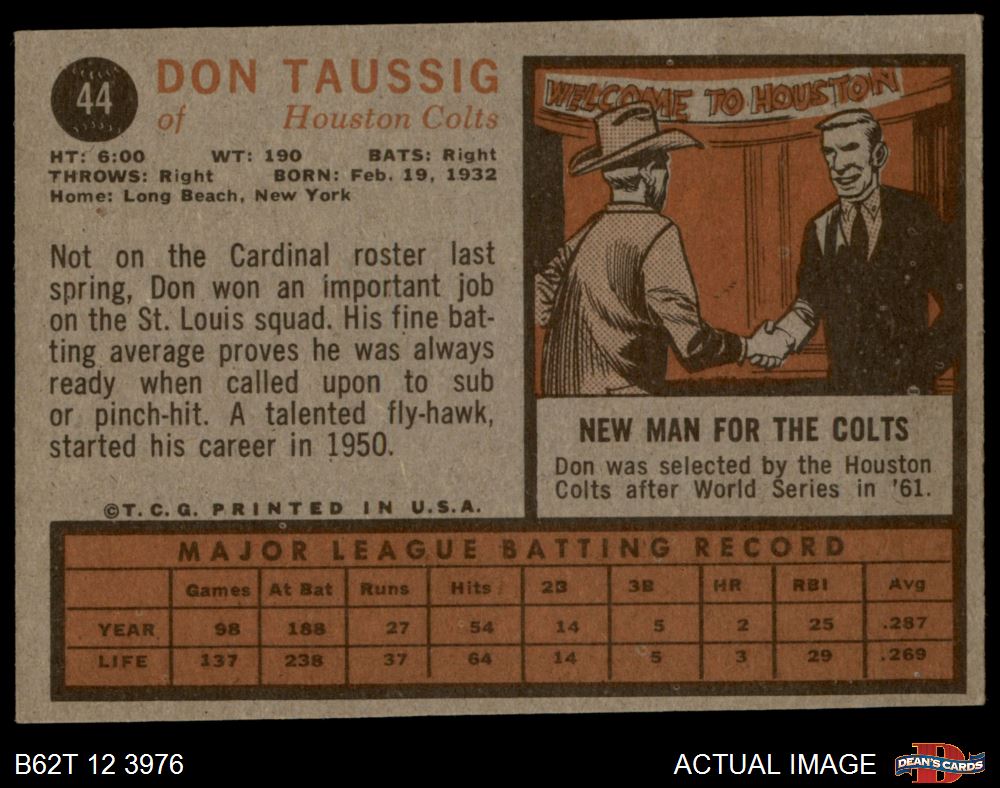 44
DON TAUSSIG
of Houston Colts
HT: 6:00 WT: 190 BATS: Right
THROWS: Right BORN: Feb. 19, 1932
Home: Long Beach, New York
Not on the Cardinal roster last
spring, Don won an important job
on the St. Louis squad. His fine bat-
ting average proves he was always
ready when called upon to sub
or pinch-hit. A talented fly-hawk,
started his career in 1950.
©T.C.G. PRINTED IN U.S.A.
WELCOME TO HOUSTON
NEW MAN FOR THE COLTS
Don was selected by the Houston
Colts after World Series in '61.
MAJOR LEAGUE BATTING RECORD
Games At Bat Runs Hits 2B 3B HR RBI Avg
YEAR 98 188 27 54 14 5 2 25 .287
LIFE 137 238 37 64 14 5 3 29 .269
B62T 12 3976
ACTUAL IMAGE
D
DEAN'S CARDS